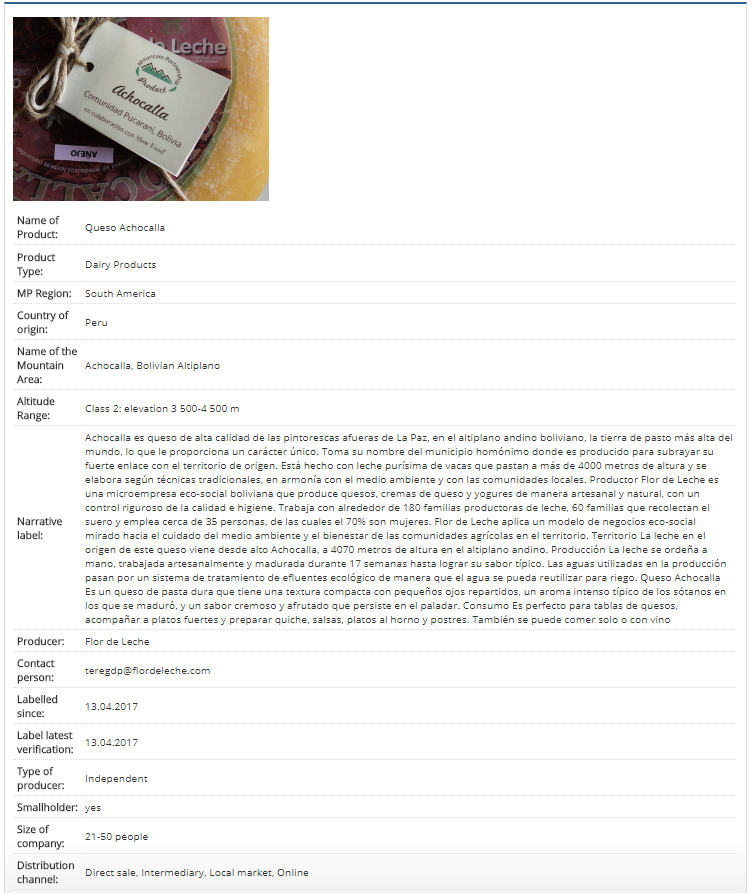 de Leche
Mountain Partnership
Product
Achocalla
Comunidad Pucarani, Bolivia
en colaboración con Slow Food®
AÑEJO
Name of
Product:
Queso Achocalla
Product
Type:
Dairy Products
MP Region:
South America
Country of
origin:
Peru
Name of the
Mountain
Area:
Achocalla, Bolivian Altiplano
Altitude
Range:
Class 2: elevation 3 500-4 500 m
Narrative
label:
Achocalla es queso de alta calidad de las pintorescas afueras de La Paz, en el altiplano andino boliviano, la tierra de pasto más alta del
mundo, lo que le proporciona un carácter único. Toma su nombre del municipio homónimo donde es producido para subrayar su
fuerte enlace con el territorio de origen. Está hecho con leche purísima de vacas que pastan a más de 4000 metros de altura y se
elabora según técnicas tradicionales, en armonía con el medio ambiente y con las comunidades locales. Productor Flor de Leche es
una microempresa eco-social boliviana que produce quesos, cremas de queso y yogures de manera artesanal y natural, con un
control riguroso de la calidad e higiene. Trabaja con alrededor de 180 familias productoras de leche, 60 familias que recolectan el
suero y emplea cerca de 35 personas, de las cuales el 70% son mujeres. Flor de Leche aplica un modelo de negocios eco-social
mirado hacia el cuidado del medio ambiente y el bienestar de las comunidades agrícolas en el territorio. Territorio La leche en el
origen de este queso viene desde alto Achocalla, a 4070 metros de altura en el altiplano andino. Producción La leche se ordeña a
mano, trabajada artesanalmente y madurada durante 17 semanas hasta lograr su sabor típico. Las aguas utilizadas en la producción
pasan por un sistema de tratamiento de efluentes ecológico de manera que el agua se pueda reutilizar para riego. Queso Achocalla
Es un queso de pasta dura que tiene una textura compacta con pequeños ojos repartidos, un aroma intenso típico de los sótanos en
los que se maduró, y un sabor cremoso y afrutado que persiste en el paladar. Consumo Es perfecto para tablas de quesos,
acompañar a platos fuertes y preparar quiche, salsas, platos al horno y postres. También se puede comer solo o con vino
Producer:
Flor de Leche
Contact
person:
teregdp@flordeleche.com
Labelled
since:
13.04.2017
Label latest
verification:
13.04.2017
Type of
producer:
Independent
Smallholder:
yes
Size of
company:
21-50 people
Distribution
channel:
Direct sale, Intermediary, Local market, Online